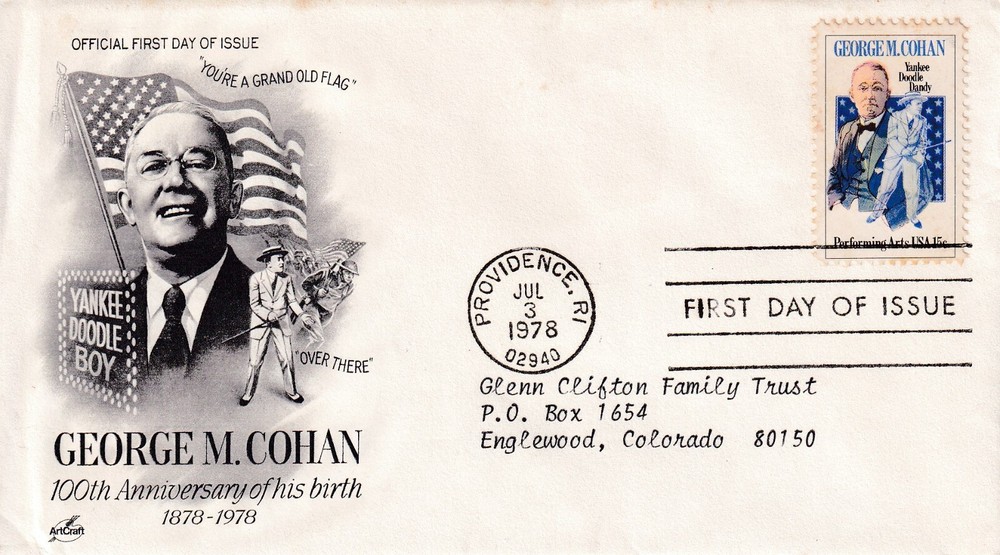 OFFICIAL FIRST DAY OF ISSUE
"YOU'RE A GRAND OLD FLAG"
YANKEE
DOODLE
BOY
"OVER THERE"
GEORGE M. COHAN
100th Anniversary of his birth
1878-1978
ArtCraft
GEORGE M. COHAN
Yankee
Doodle
Dandy
Performing Arts USA 15c
PROVIDENCE, RI
JUL
3
1978
02940
FIRST DAY OF ISSUE
Glenn Clifton Family Trust
P.O. Box 1654
Englewood, Colorado 80150